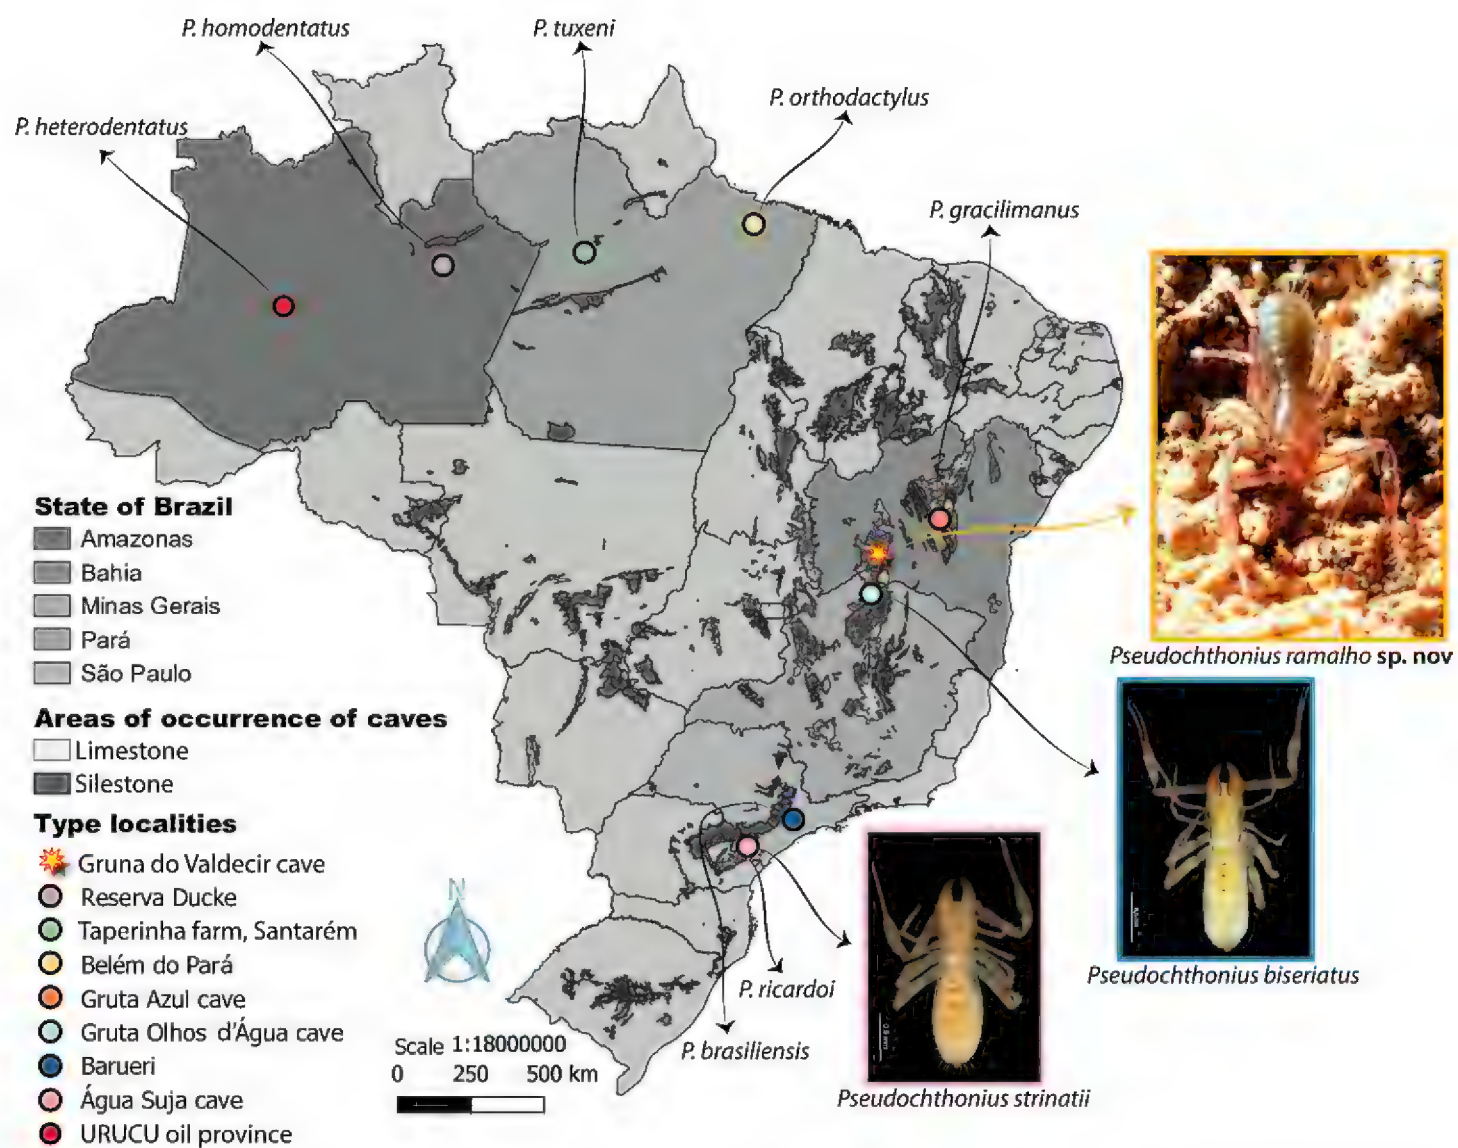 P. homodentatus
P. tuxeni
P. orthodactylus
P. heterodentatus
P. gracilimanus
State of Brazil
Amazonas
Bahia
Minas Gerais
Pará
São Paulo
Areas of occurrence of caves
Limestone
Silestone
Type localities
Gruna do Valdecir cave
Reserva Ducke
Taperinha farm, Santarém
Belém do Pará
Gruta Azul cave
Gruta Olhos d'Água cave
Barueri
Água Suja cave
URUCU oil province
N
Scale 1:18000000
0 250 500 km
P. brasiliensis
P. ricardoi
Pseudochthonius strinatii
Pseudochthonius biseriatus
Pseudochthonius ramalho sp. nov